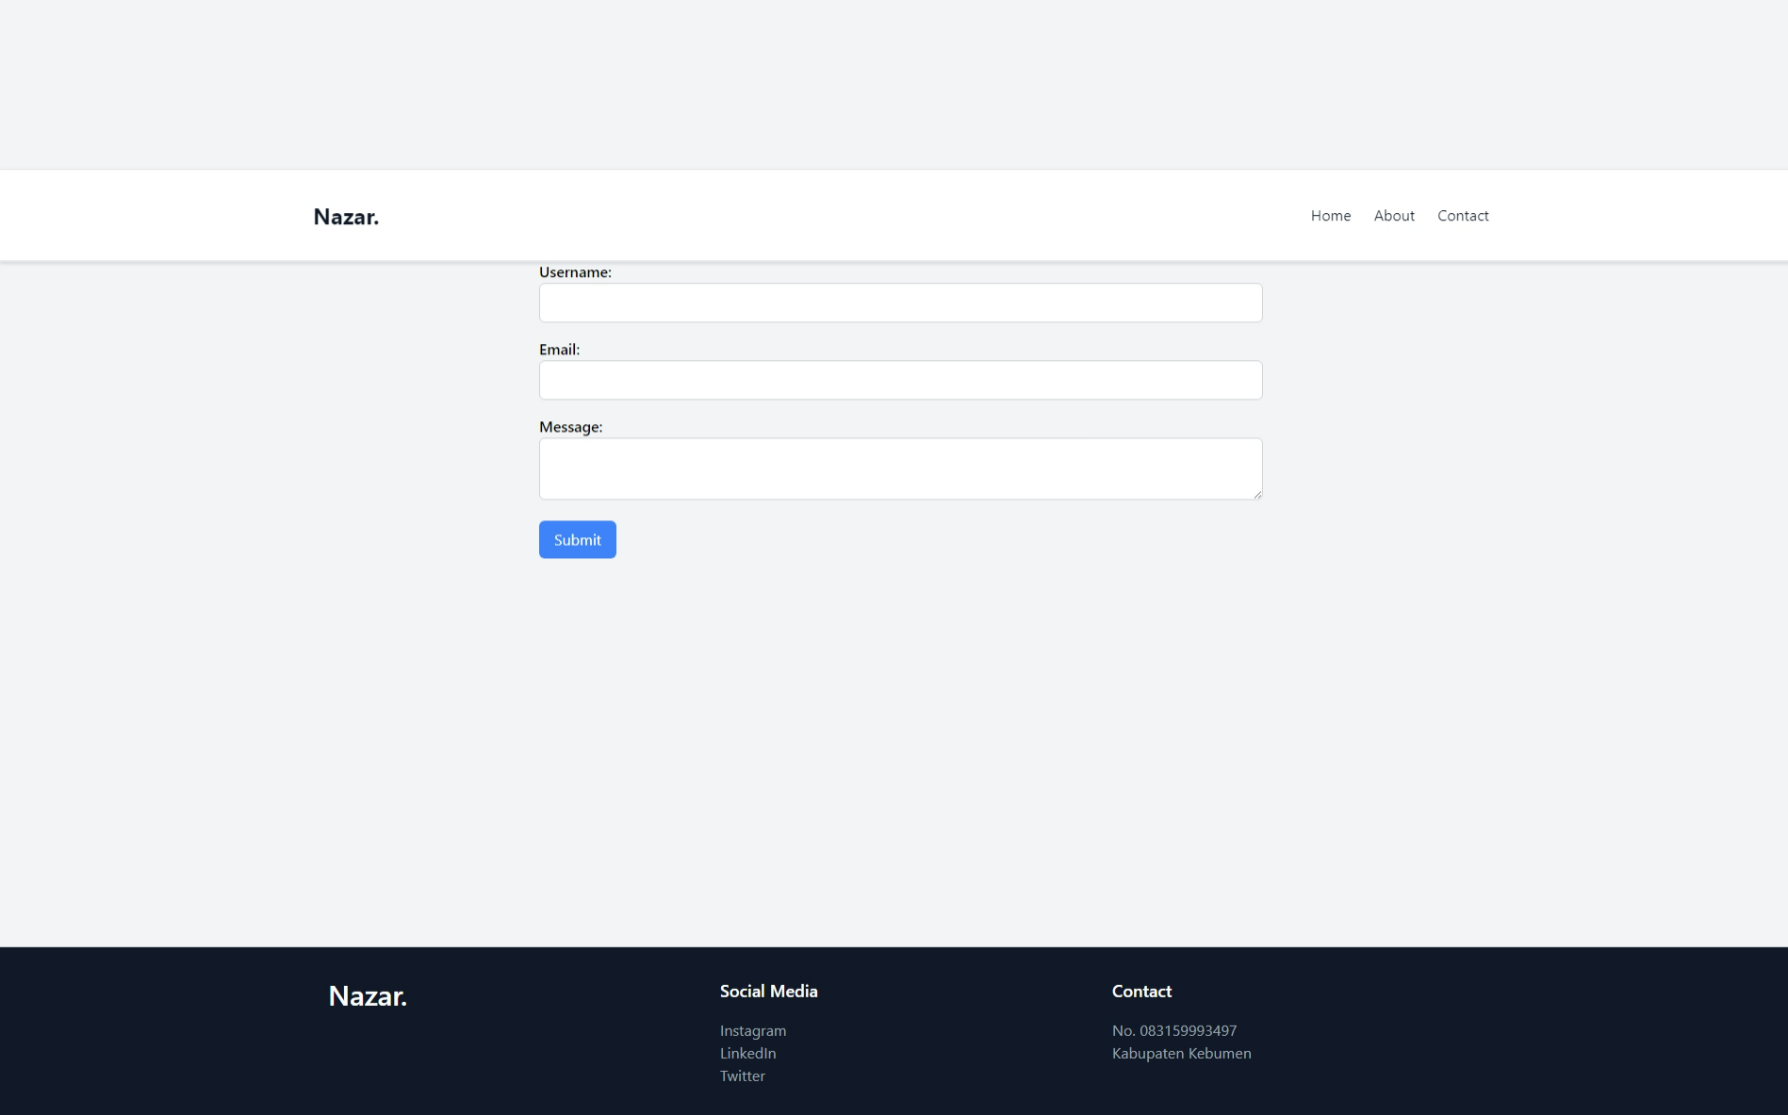 Nazar.
Home About Contact
Username:
Email:
Message:
Submit
Nazar.
Social Media
Instagram
LinkedIn
Twitter
Contact
No. 083159993497
Kabupaten Kebumen